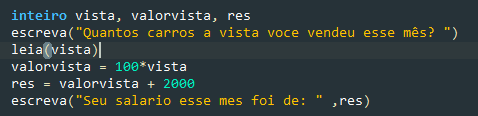 inteiro vista, valorvista, res
escreva("Quantos carros a vista voce vendeu esse mês? ")
leia(vista)
valorvista = 100*vista
res = valorvista + 2000
escreva("Seu salario esse mes foi de: " ,res)